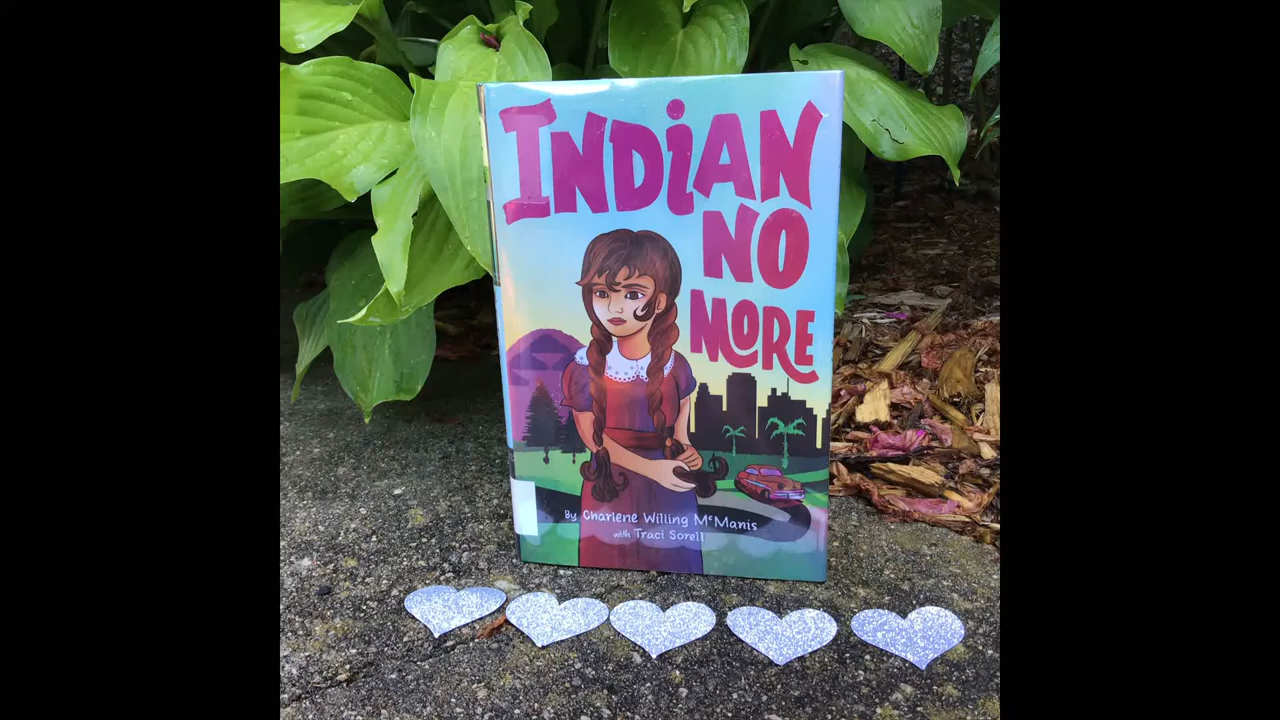 INDiAN
NO
MORE
By Charlene Willing McManis
with Traci Sorell